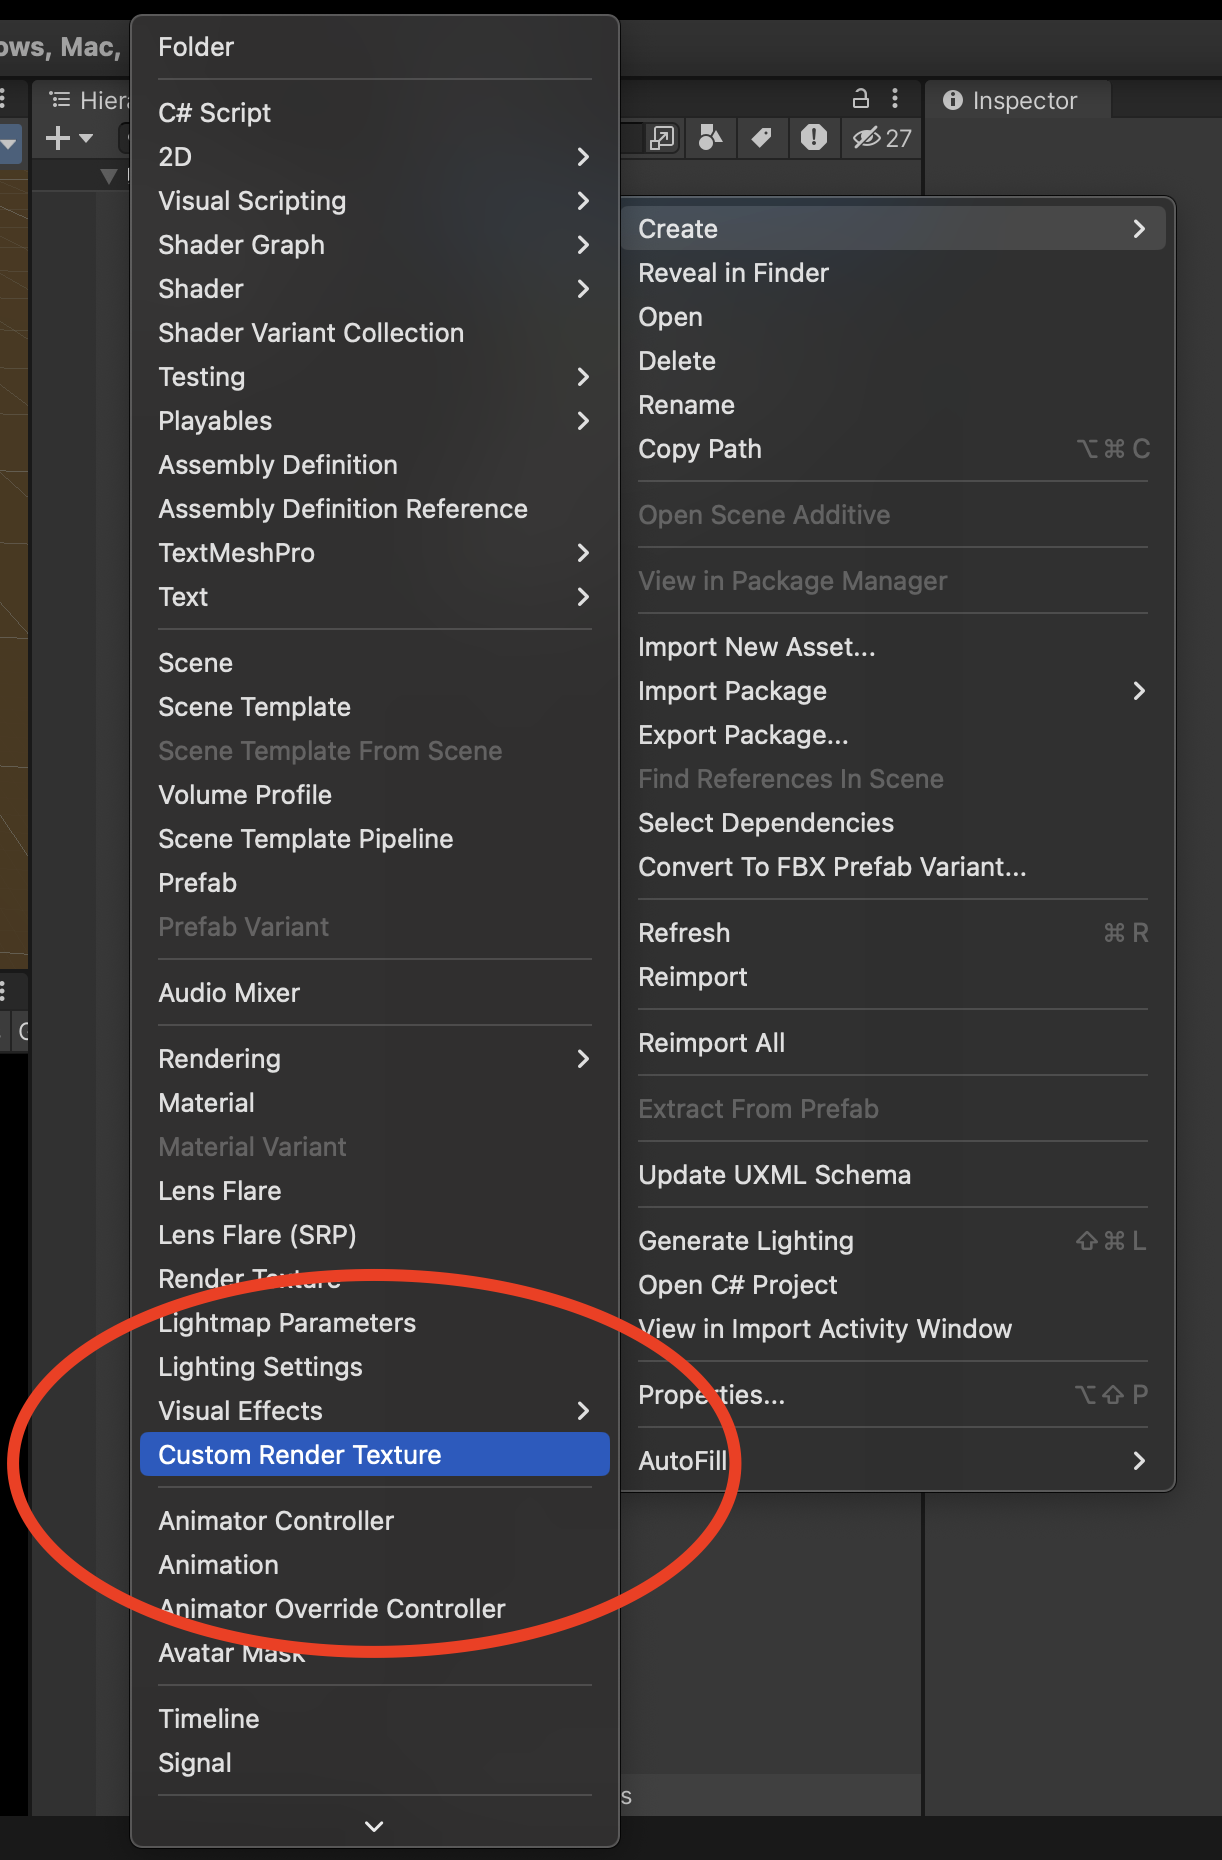 ows, Mac,
Folder
C# Script
2D
Visual Scripting
Shader Graph
Shader
Shader Variant Collection
Testing
Playables
Assembly Definition
Assembly Definition Reference
TextMeshPro
Text
Scene
Scene Template
Scene Template From Scene
Volume Profile
Scene Template Pipeline
Prefab
Prefab Variant
Audio Mixer
Rendering
Material
Material Variant
Lens Flare
Lens Flare (SRP)
Render Texture
Lightmap Parameters
Lighting Settings
Visual Effects
Custom Render Texture
Animator Controller
Animation
Animator Override Controller
Avatar Mask
Timeline
Signal
Hier
27
Inspector
Create
Reveal in Finder
Open
Delete
Rename
Copy Path ⌥⌘ C
Open Scene Additive
View in Package Manager
Import New Asset...
Import Package
Export Package...
Find References In Scene
Select Dependencies
Convert To FBX Prefab Variant...
Refresh ⌘ R
Reimport
Reimport All
Extract From Prefab
Update UXML Schema
Generate Lighting ⇧⌘ L
Open C# Project
View in Import Activity Window
Properties... ⌥⇧ P
AutoFill
s